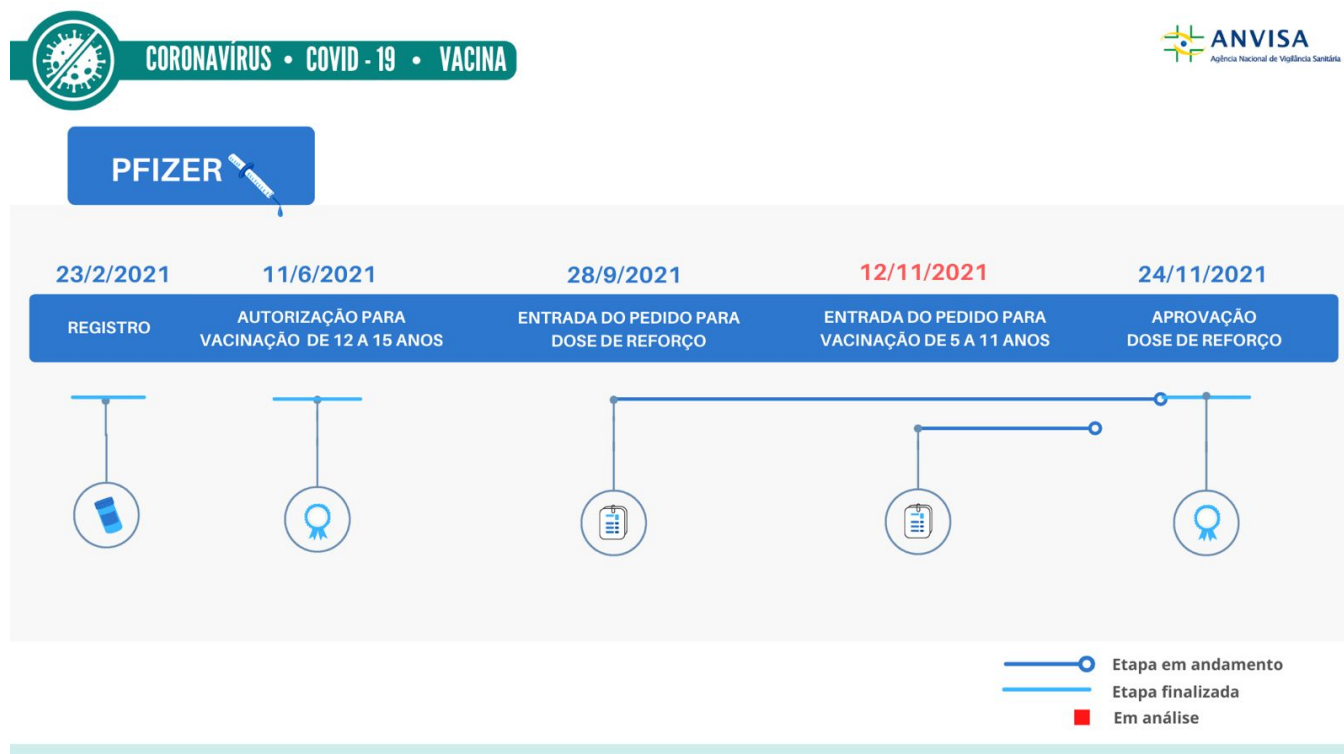 CORONAVÍRUS • COVID - 19 • VACINA
ANVISA
Agência Nacional de Vigilância Sanitária
PFIZER
23/2/2021
REGISTRO
11/6/2021
AUTORIZAÇÃO PARA
VACINAÇÃO DE 12 A 15 ANOS
28/9/2021
ENTRADA DO PEDIDO PARA
DOSE DE REFORÇO
12/11/2021
ENTRADA DO PEDIDO PARA
VACINAÇÃO DE 5 A 11 ANOS
24/11/2021
APROVAÇÃO
DOSE DE REFORÇO
Etapa em andamento
Etapa finalizada
Em análise